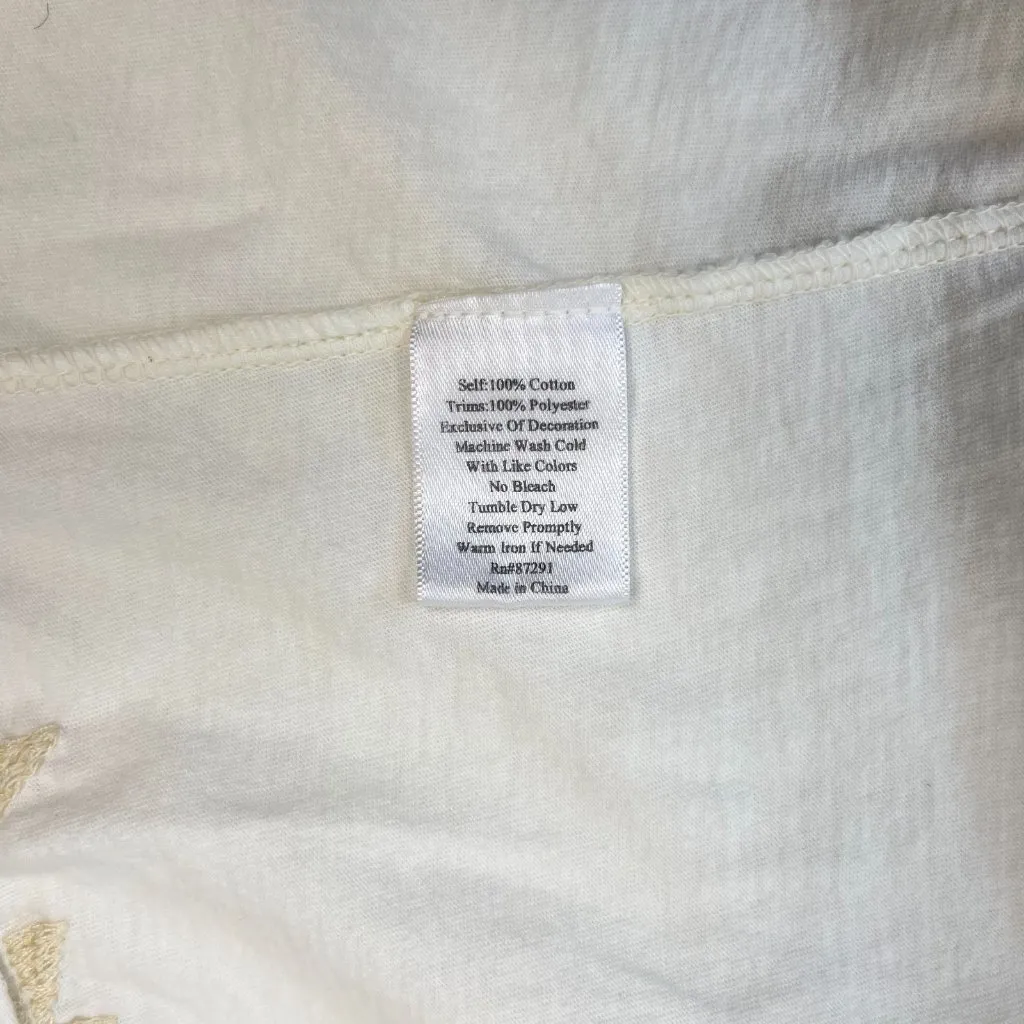 Self:100% Cotton
Trims:100% Polyester
Exclusive Of Decoration
Machine Wash Cold
With Like Colors
No Bleach
Tumble Dry Low
Remove Promptly
Warm Iron If Needed
Rn#87291
Made in China